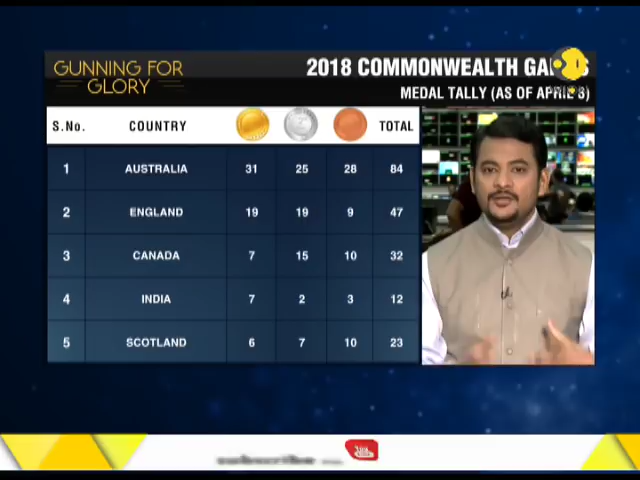 GUNNING FOR
GLORY
2018 COMMONWEALTH
MEDAL TALLY (AS OF APRIL 8)
S.No. COUNTRY TOTAL
1 AUSTRALIA 31 25 28 84
2 ENGLAND 19 19 9 47
3 CANADA 7 15 10 32
4 INDIA 7 2 3 12
5 SCOTLAND 6 7 10 23